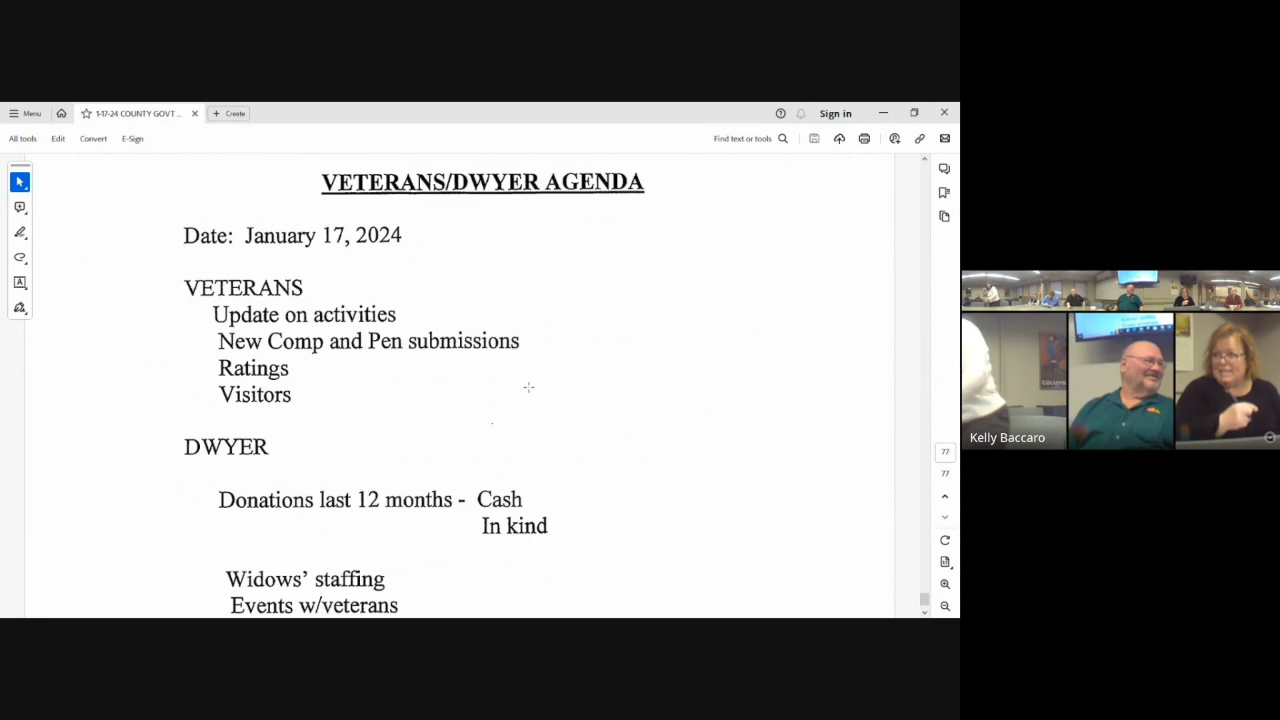 Menu
1-17-24 COUNTY GOVT ...
Create
Sign in
All tools
Edit
Convert
E-Sign
Find text or tools
VETERANS/DWYER AGENDA
Date: January 17, 2024
VETERANS
Update on activities
New Comp and Pen submissions
Ratings
Visitors
DWYER
Donations last 12 months - Cash
In kind
Widows' staffing
Events w/veterans
77
77
Kelly Baccaro